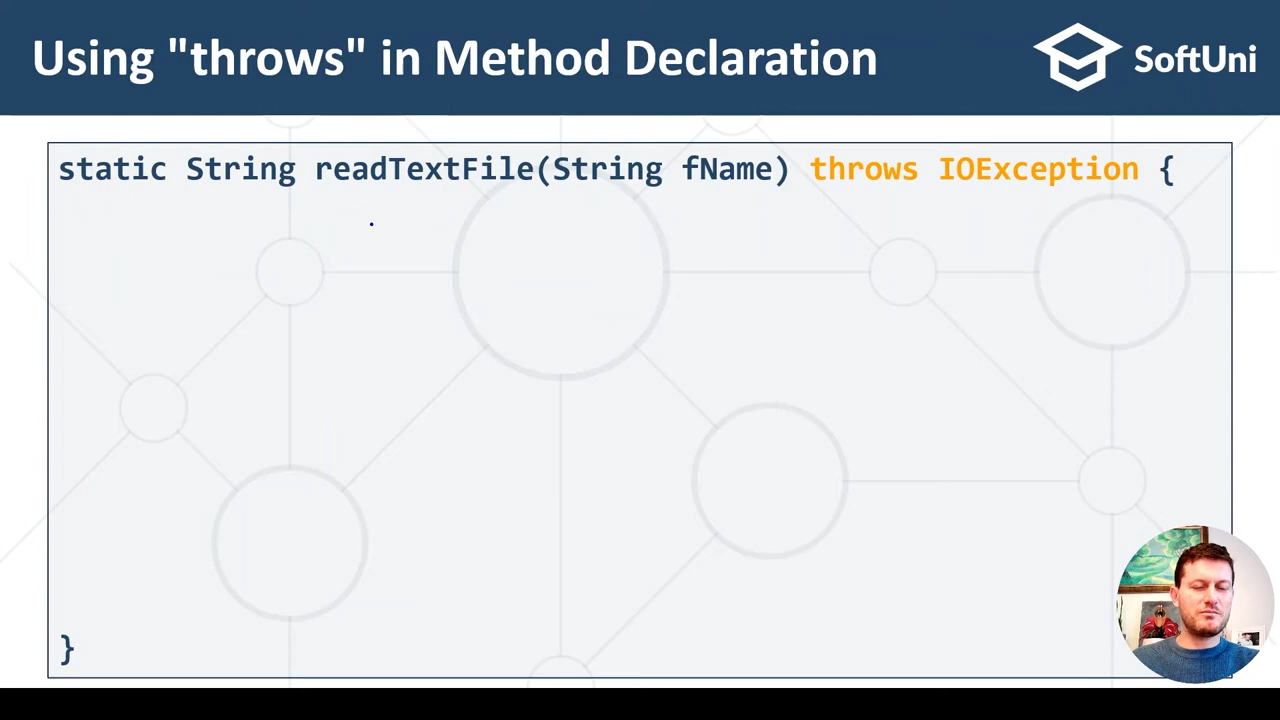 Using "throws" in Method Declaration
SoftUni
static String readTextFile(String fName) throws IOException {
}